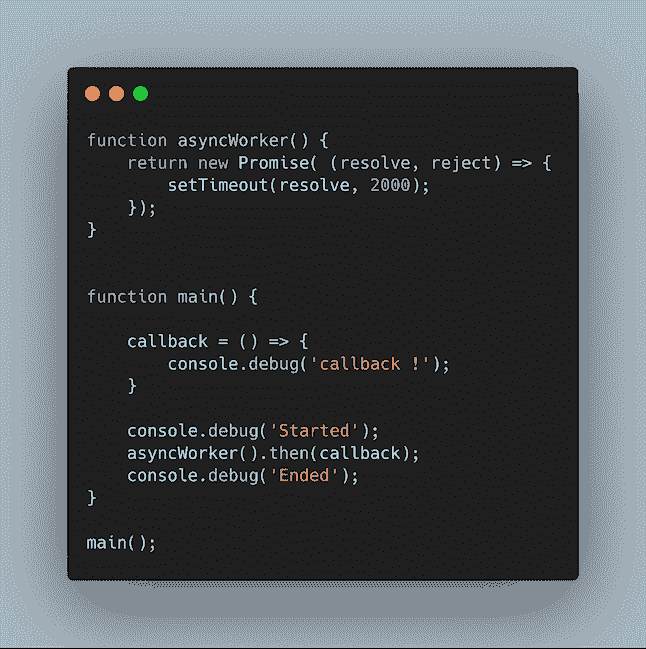 function asyncWorker() {
    return new Promise( (resolve, reject) => {
        setTimeout(resolve, 2000);
    });
}
function main() {
    callback = () => {
        console.debug('callback !');
    }
    console.debug('Started');
    asyncWorker().then(callback);
    console.debug('Ended');
}
main();